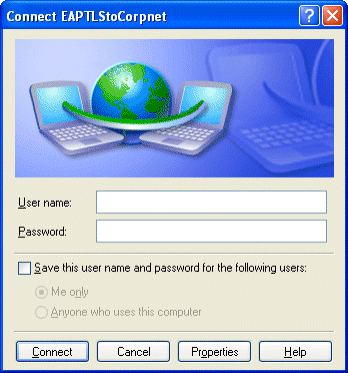 Connect EAPTLStoCorpnet
User name:
Password:
Save this user name and password for the following users:
Me only
Anyone who uses this computer
Connect Cancel Properties Help